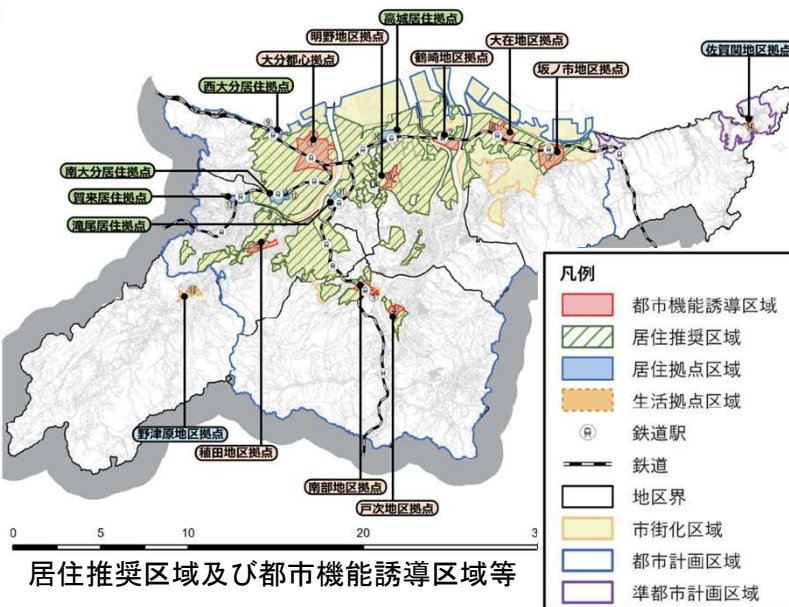 高城居住拠点
明野地区拠点
大在地区拠点
佐賀関地区拠点
大分都心拠点
鶴崎地区拠点
坂ノ市地区拠点
西大分居住拠点
南大分居住拠点
賀来居住拠点
滝尾居住拠点
野津原地区拠点
稙田地区拠点
南部地区拠点
戸次地区拠点
凡例
都市機能誘導区域
居住推奨区域
居住拠点区域
生活拠点区域
鉄道駅
鉄道
地区界
市街化区域
都市計画区域
準都市計画区域
0 5 10 20 3
居住推奨区域及び都市機能誘導区域等